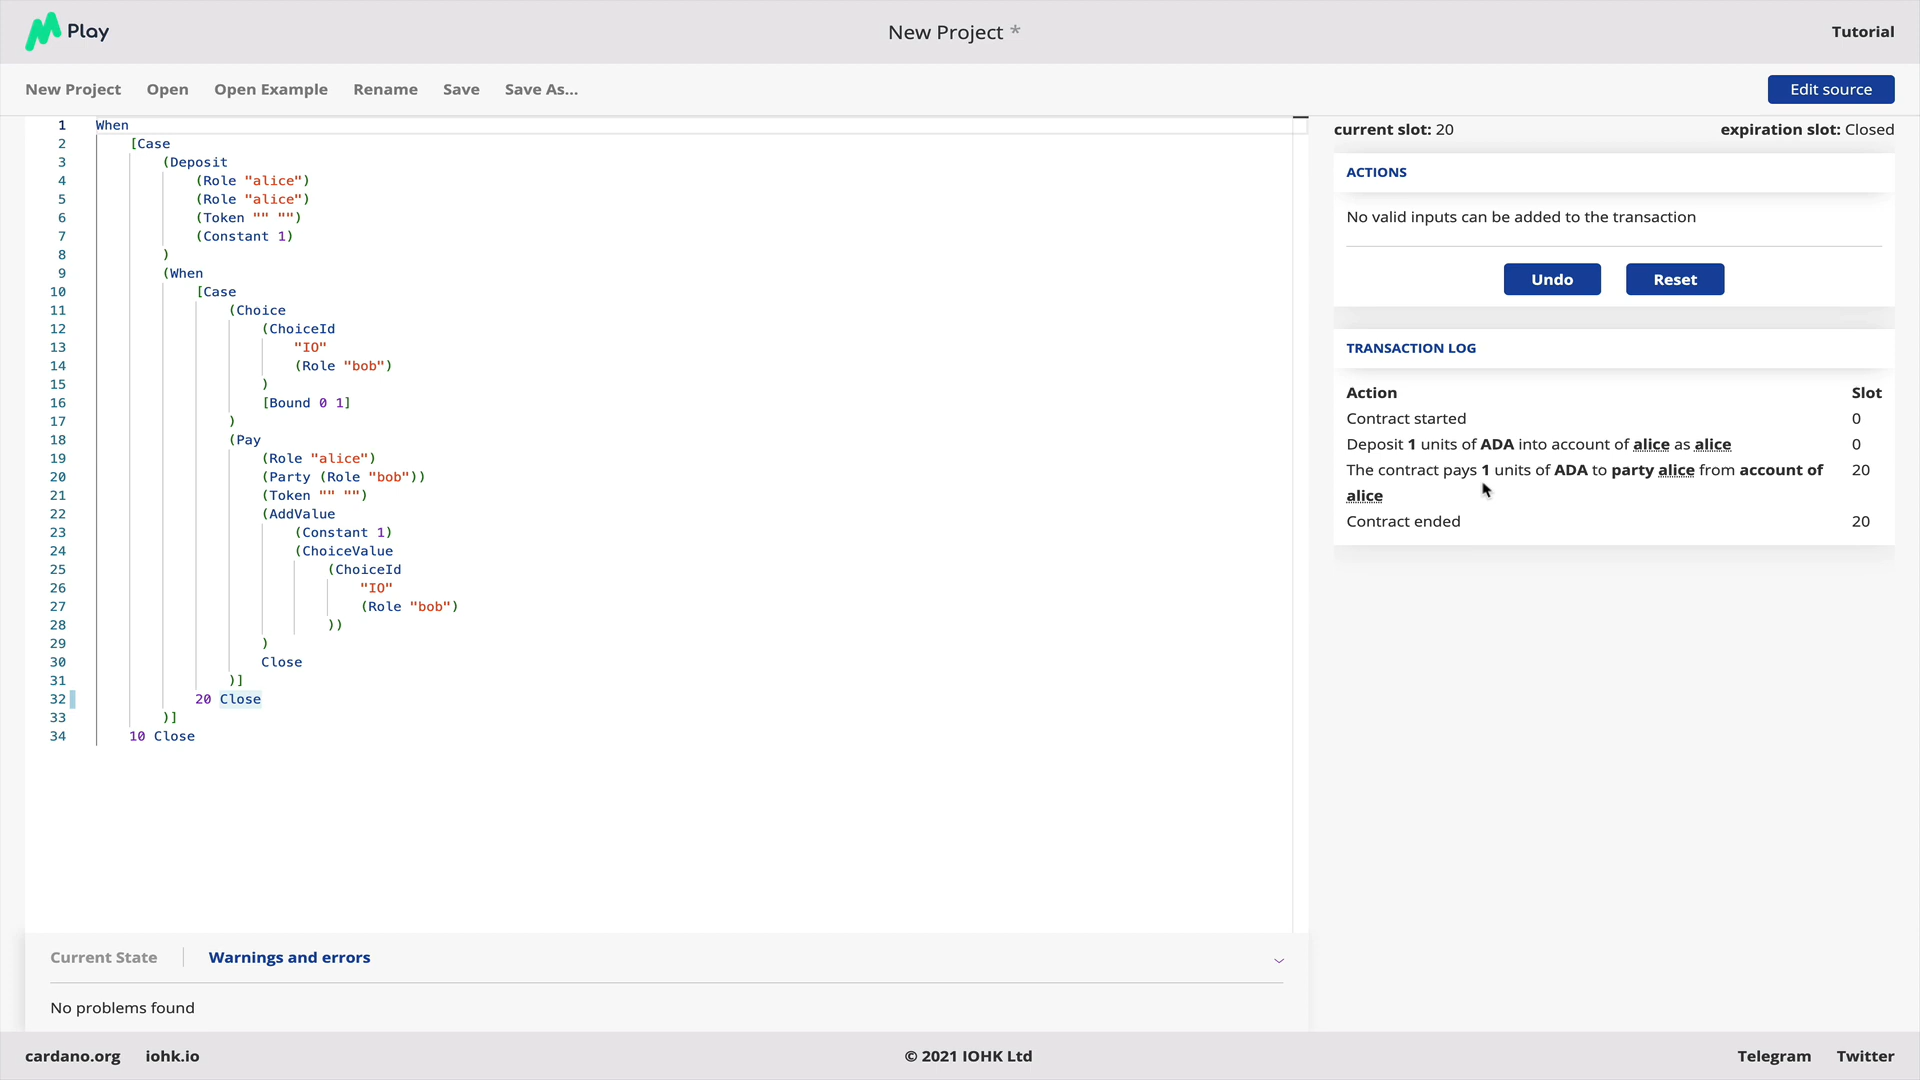 Play
New Project *
Tutorial
New Project Open Open Example Rename Save Save As...
Edit source
1 When
2 [Case
3 (Deposit
4 (Role "alice")
5 (Role "alice")
6 (Token "" "")
7 (Constant 1)
8 )
9 (When
10 [Case
11 (Choice
12 (ChoiceId
13 "IO"
14 (Role "bob")
15 )
16 [Bound 0 1]
17 )
18 (Pay
19 (Role "alice")
20 (Party (Role "bob"))
21 (Token "" "")
22 (AddValue
23 (Constant 1)
24 (ChoiceValue
25 (ChoiceId
26 "IO"
27 (Role "bob")
28 ))
29 )
30 Close
31 )]
32 20 Close
33 )]
34 10 Close
current slot: 20
expiration slot: Closed
ACTIONS
No valid inputs can be added to the transaction
Undo Reset
TRANSACTION LOG
Action Slot
Contract started 0
Deposit 1 units of ADA into account of alice as alice 0
The contract pays 1 units of ADA to party alice from account of 20
alice
Contract ended 20
Current State Warnings and errors
No problems found
cardano.org iohk.io
© 2021 IOHK Ltd
Telegram Twitter